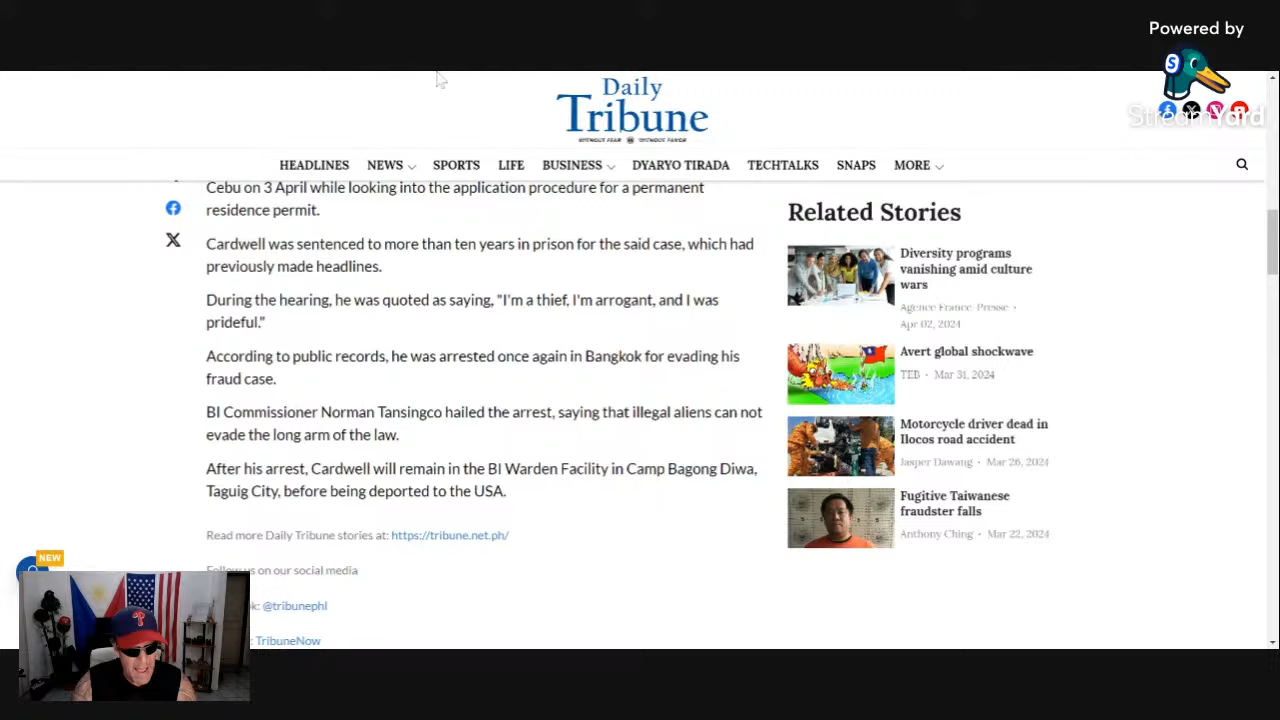 Powered by
S
StreamYard
Daily
Tribune
WITHOUT FEAR WITHOUT FAVOR
HEADLINES NEWS SPORTS LIFE BUSINESS DYARYO TIRADA TECHTALKS SNAPS MORE
Cebu on 3 April while looking into the application procedure for a permanent
residence permit.
Cardwell was sentenced to more than ten years in prison for the said case, which had
previously made headlines.
During the hearing, he was quoted as saying, "I'm a thief, I'm arrogant, and I was
prideful."
According to public records, he was arrested once again in Bangkok for evading his
fraud case.
BI Commissioner Norman Tansingco hailed the arrest, saying that illegal aliens can not
evade the long arm of the law.
After his arrest, Cardwell will remain in the BI Warden Facility in Camp Bagong Diwa,
Taguig City, before being deported to the USA.
Read more Daily Tribune stories at: https://tribune.net.ph/
Follow us on our social media
k: @tribunephl
: TribuneNow
Related Stories
Diversity programs
vanishing amid culture
wars
Agence France-Presse ·
Apr 02, 2024
Avert global shockwave
TEB · Mar 31, 2024
Motorcycle driver dead in
Ilocos road accident
Jasper Dawang · Mar 26, 2024
Fugitive Taiwanese
fraudster falls
Anthony Ching · Mar 22, 2024
NEW
P